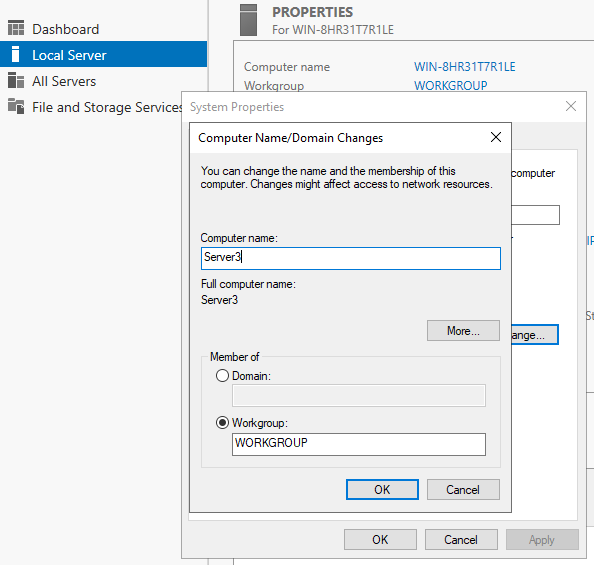 Dashboard
Local Server
All Servers
File and Storage Services
PROPERTIES
For WIN-8HR31T7R1LE
Computer name WIN-8HR31T7R1LE
Workgroup WORKGROUP
System Properties
Computer Name/Domain Changes
You can change the name and the membership of this
computer. Changes might affect access to network resources.
computer
Computer name:
Server3
Full computer name:
Server3
More...
ange...
Member of
Domain:
Workgroup:
WORKGROUP
OK Cancel
OK Cancel Apply